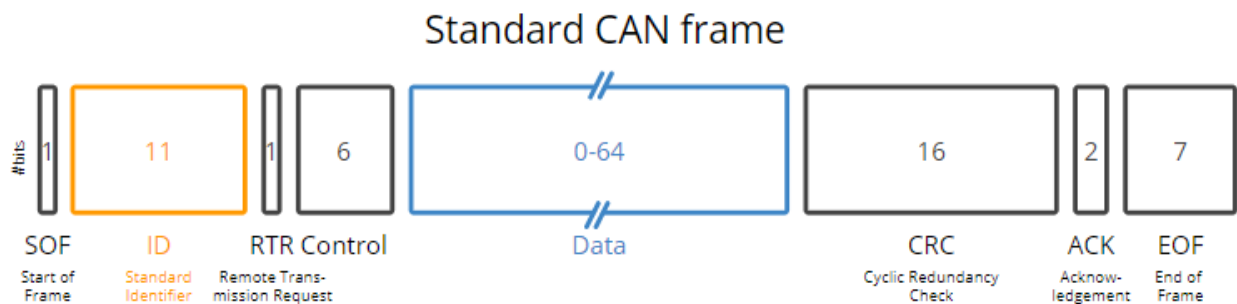 Standard CAN frame
#bits
1
11
1
6
0-64
16
2
7
SOF
ID
RTR
Control
Data
CRC
ACK
EOF
Start of
Frame
Standard
Identifier
Remote Trans-
mission Request
Cyclic Redundancy
Check
Acknow-
ledgement
End of
Frame